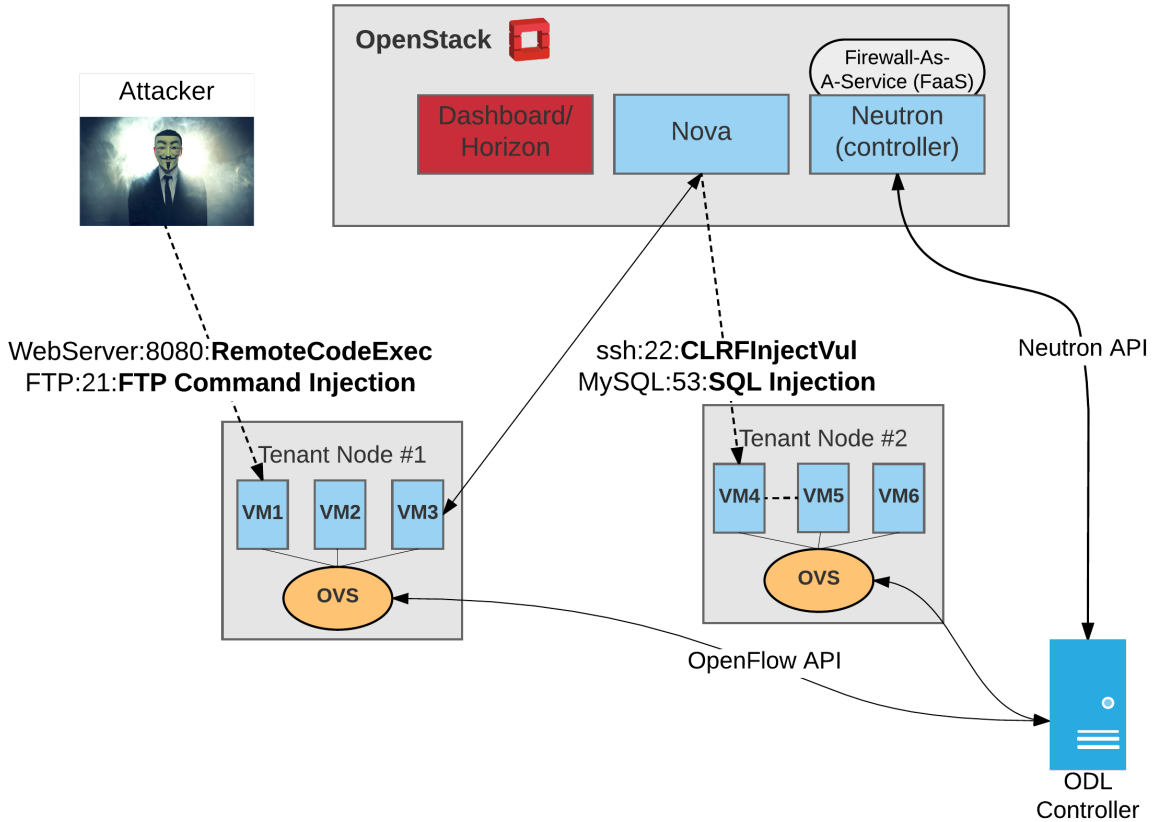 OpenStack
Firewall-As-
A-Service (FaaS)
Attacker
Dashboard/
Horizon
Nova
Neutron
(controller)
WebServer:8080:RemoteCodeExec
FTP:21:FTP Command Injection
ssh:22:CLRFInjectVul
MySQL:53:SQL Injection
Neutron API
Tenant Node #1
VM1
VM2
VM3
OVS
Tenant Node #2
VM4
VM5
VM6
OVS
OpenFlow API
ODL
Controller